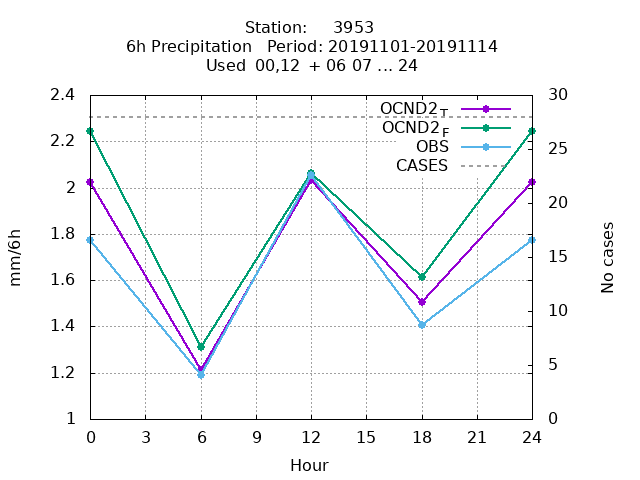 Station: 3953
6h Precipitation Period: 20191101-20191114
Used 00,12 + 06 07 ... 24
2.4
2.2
2
1.8
1.6
1.4
1.2
1
30
25
20
15
10
5
0
OCND2T
OCND2F
OBS
CASES
mm/6h
No cases
0 3 6 9 12 15 18 21 24
Hour